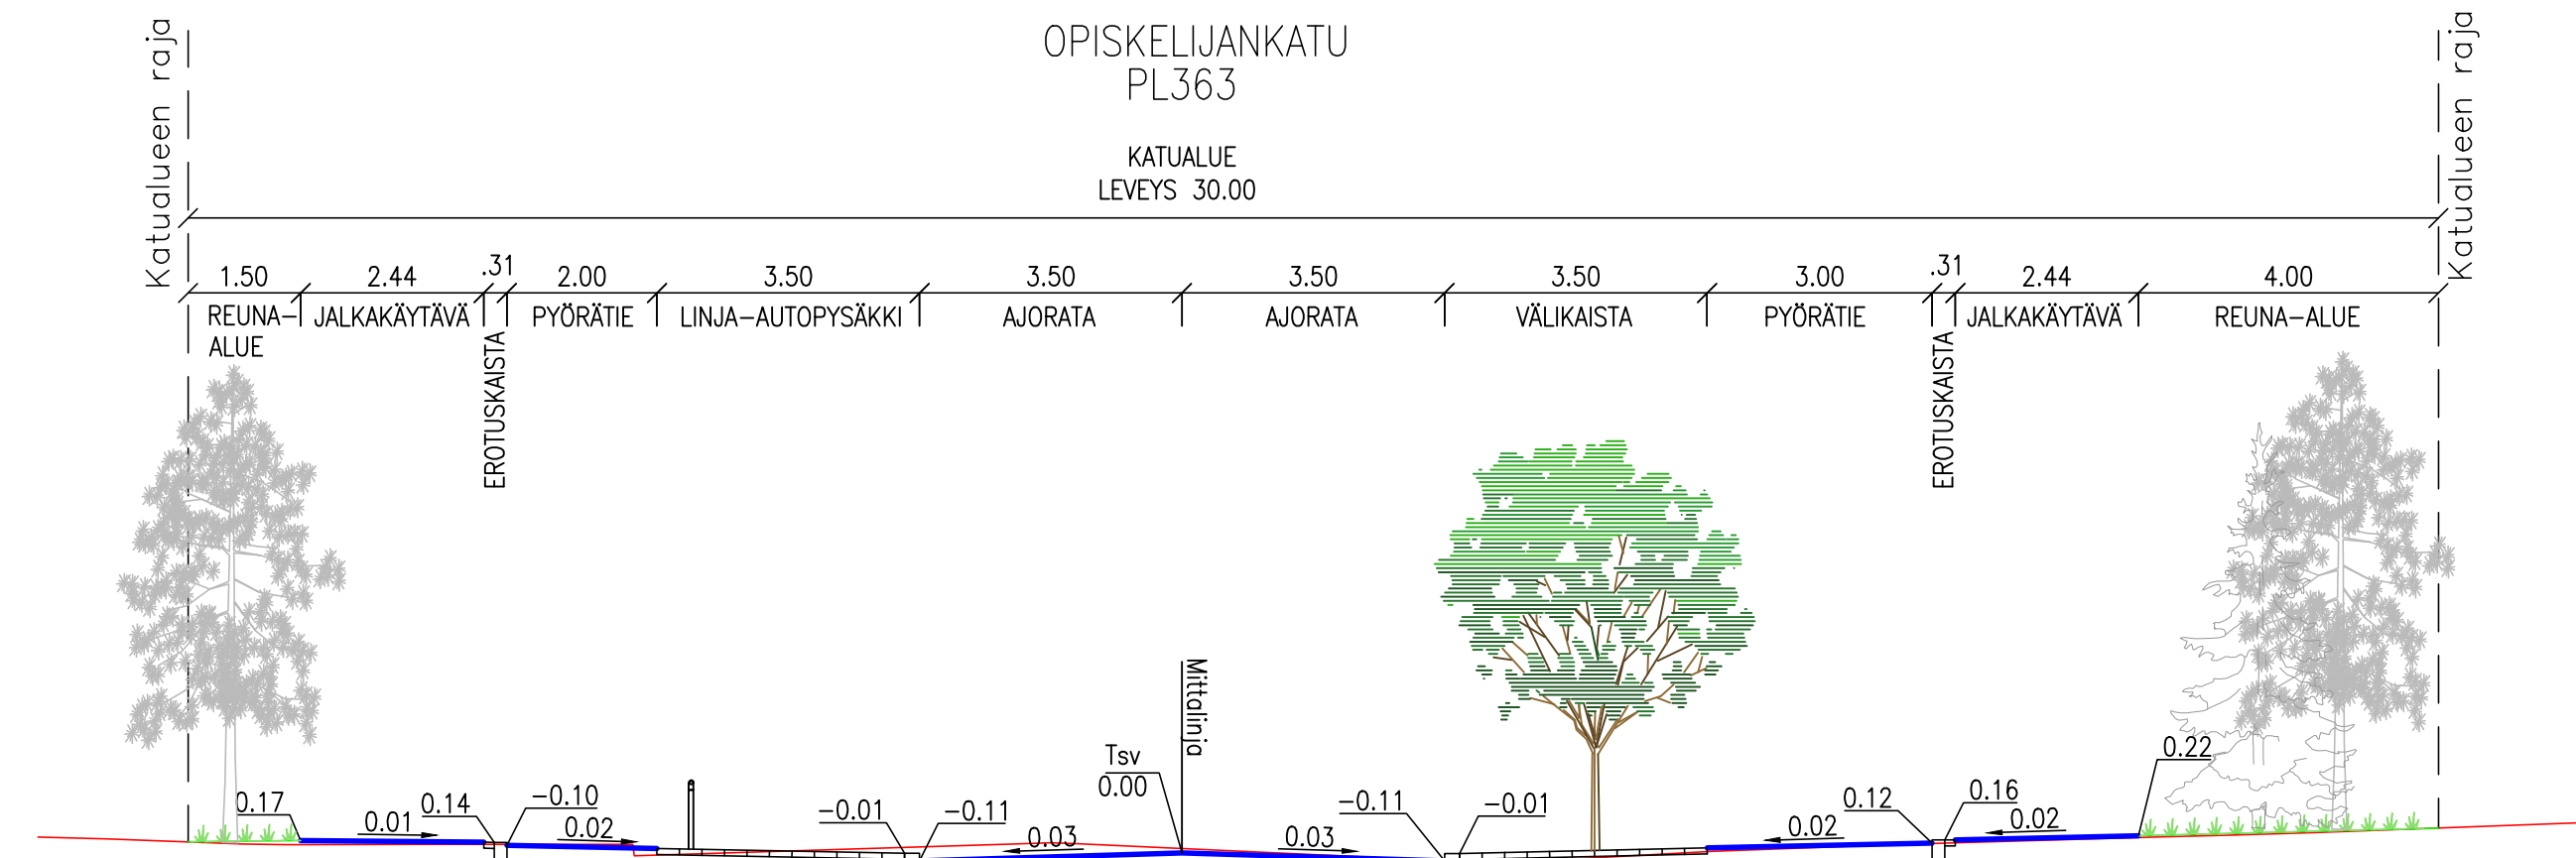 OPISKELIJANKATU
PL363
KATUALUE
LEVEYS 30.00
Katualueen raja
Katualueen raja
1.50 2.44 .31 2.00 3.50 3.50 3.50 3.50 3.00 .31 2.44 4.00
REUNA-
ALUE
JALKAKÄYTÄVÄ
EROTUSKAISTA
PYÖRÄTIE
LINJA-AUTOPYSÄKKI
AJORATA
AJORATA
VÄLIKAISTA
PYÖRÄTIE
EROTUSKAISTA
JALKAKÄYTÄVÄ
REUNA-ALUE
Mittalinja
Tsv
0.00
0.17
0.01
0.14
-0.10
0.02
-0.01
-0.11
0.03
0.03
-0.11
-0.01
0.02
0.12
0.16
0.02
0.22